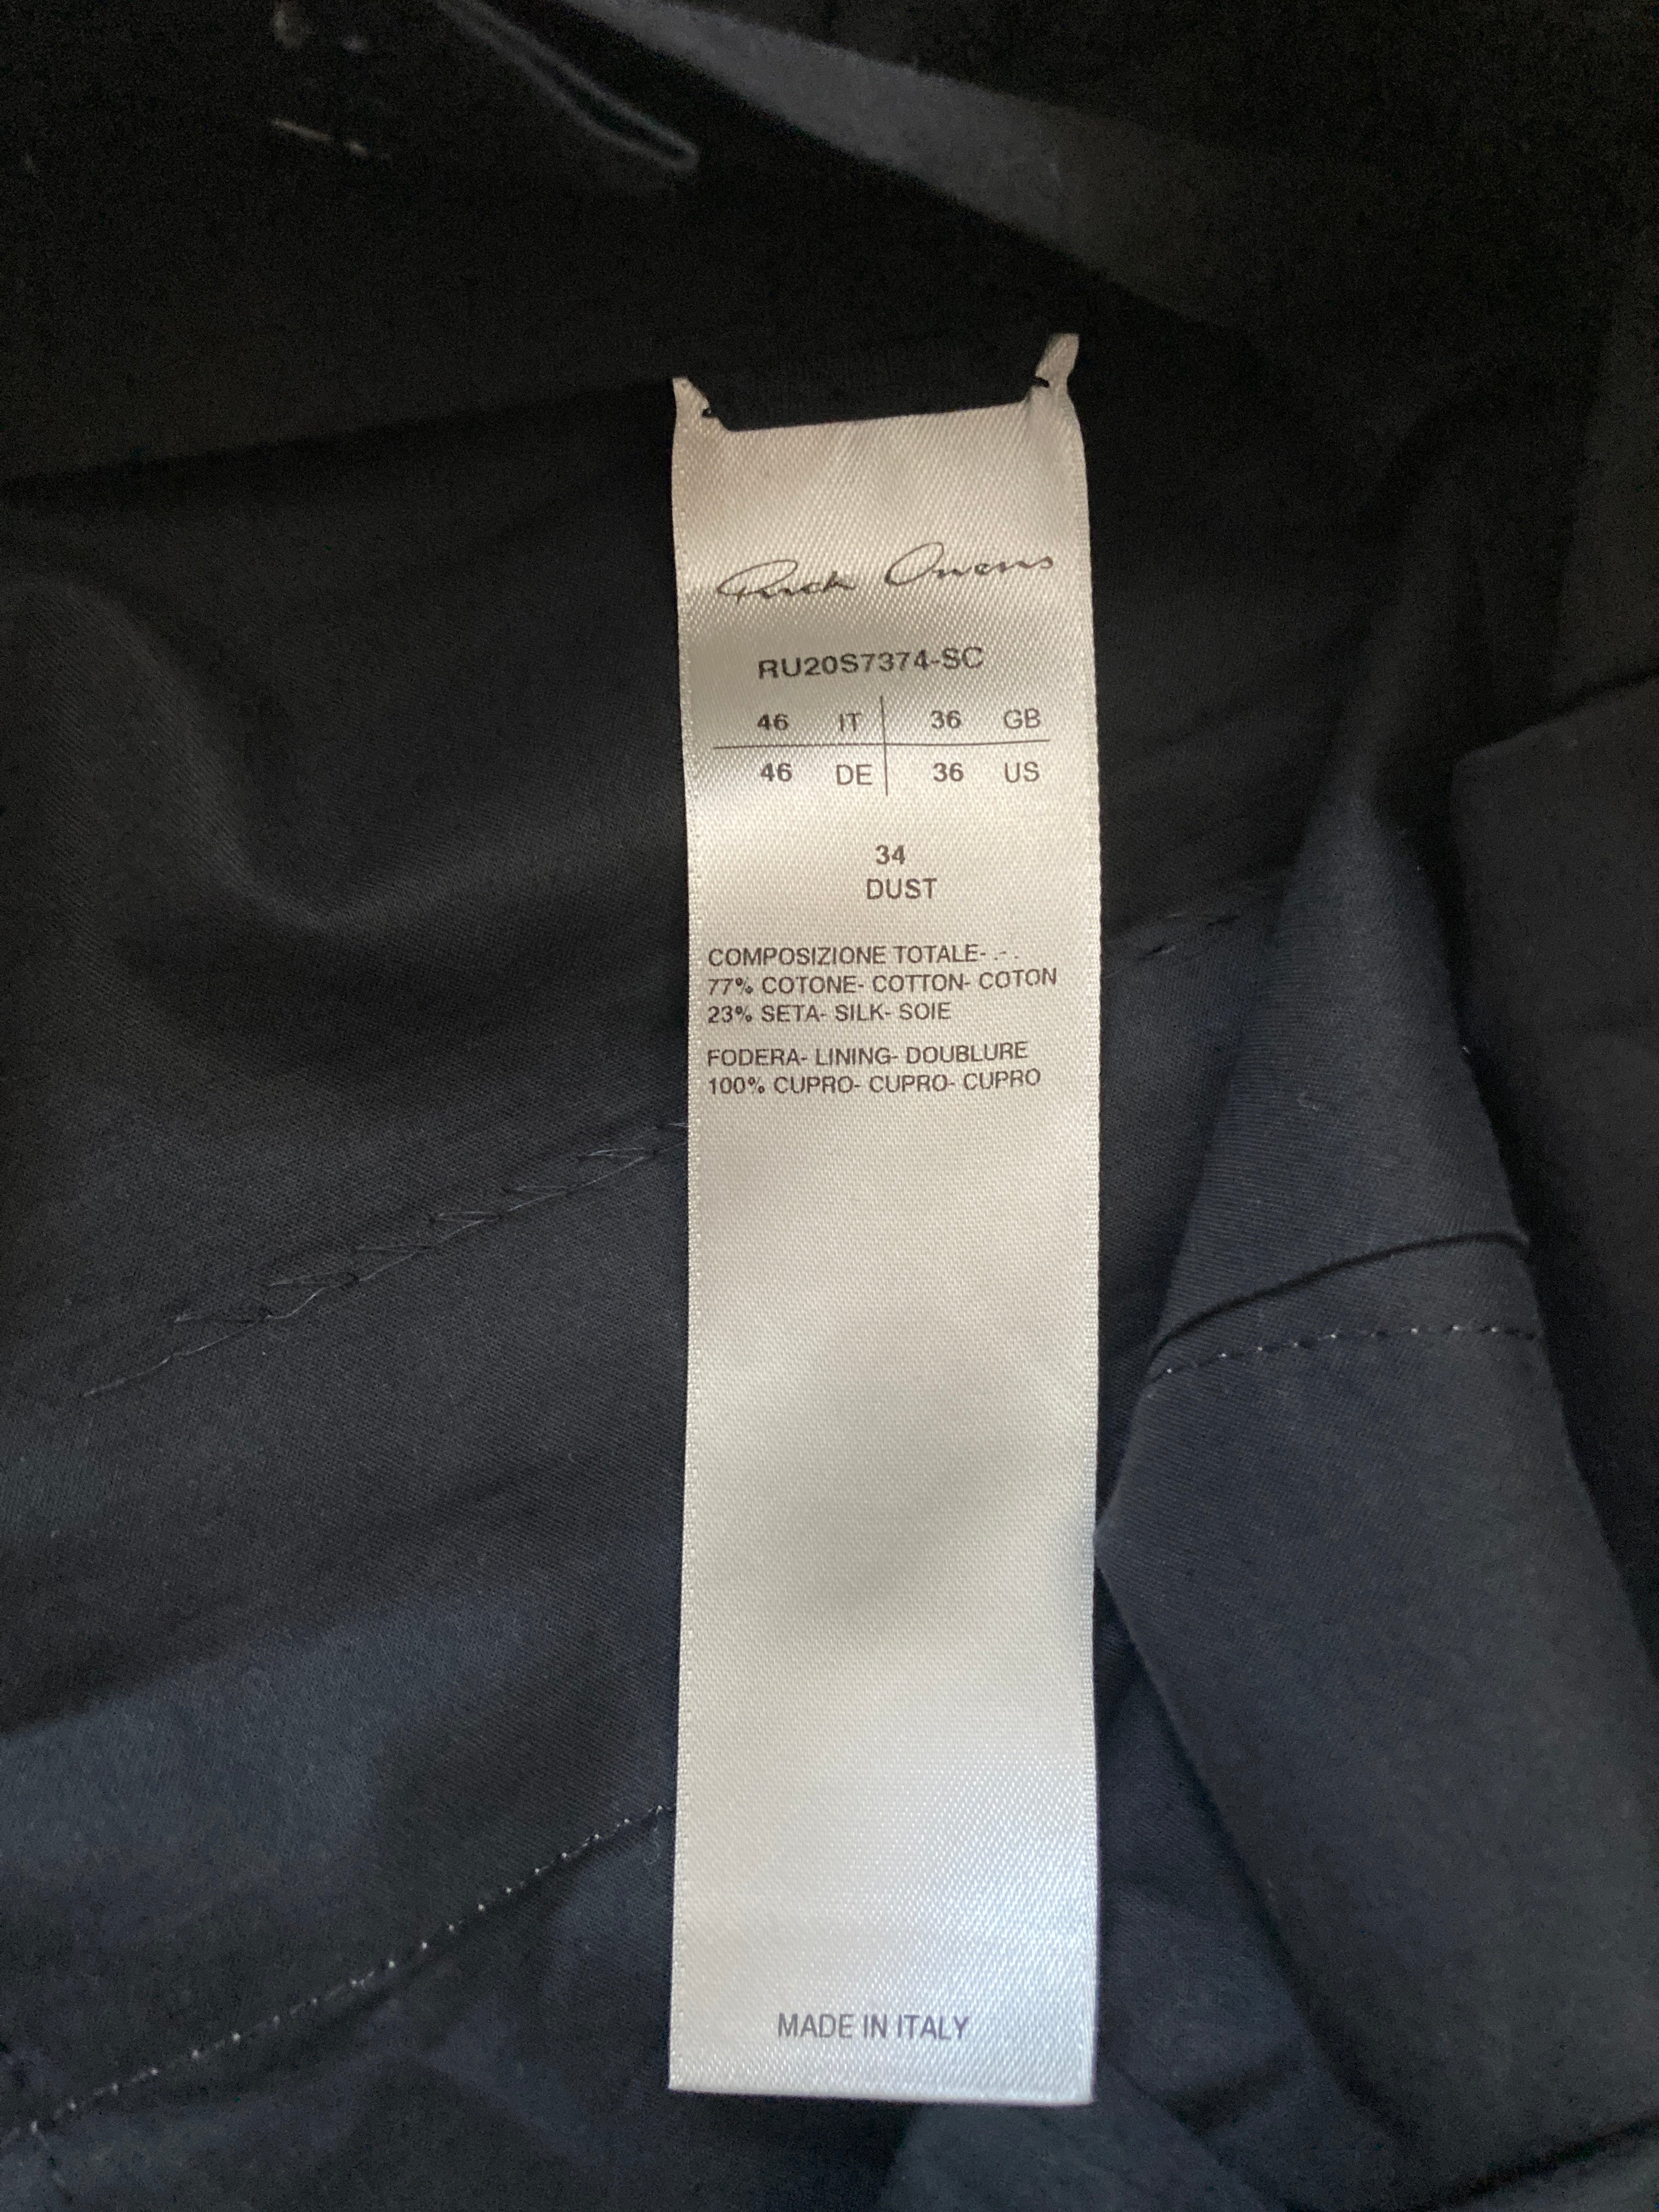 Rick Owens
RU20S7374-SC
46 IT 36 GB
46 DE 36 US
34
DUST
COMPOSIZIONE TOTALE- .- .
77% COTONE- COTTON- COTON
23% SETA- SILK- SOIE
FODERA- LINING- DOUBLURE
100% CUPRO- CUPRO- CUPRO
MADE IN ITALY